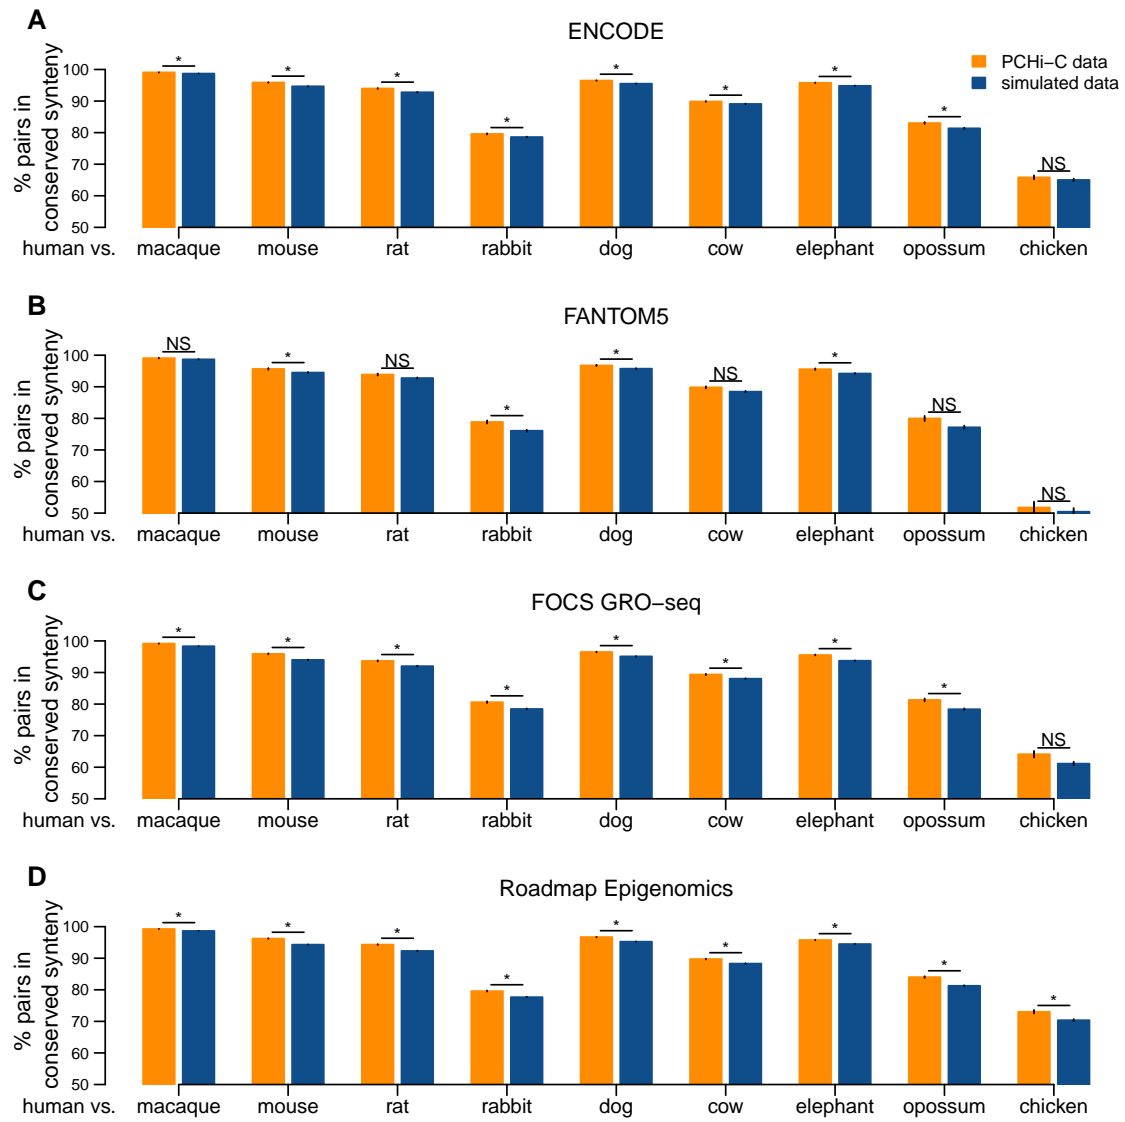 A
ENCODE
PCHi−C data
simulated data
% pairs in
conserved synteny
100
90
80
70
60
50
* * * * * * * * NS
human vs. macaque mouse rat rabbit dog cow elephant opossum chicken
B
FANTOM5
% pairs in
conserved synteny
100
90
80
70
60
50
NS * NS * * NS * NS NS
human vs. macaque mouse rat rabbit dog cow elephant opossum chicken
C
FOCS GRO−seq
% pairs in
conserved synteny
100
90
80
70
60
50
* * * * * * * * NS
human vs. macaque mouse rat rabbit dog cow elephant opossum chicken
D
Roadmap Epigenomics
% pairs in
conserved synteny
100
90
80
70
60
50
* * * * * * * * *
human vs. macaque mouse rat rabbit dog cow elephant opossum chicken